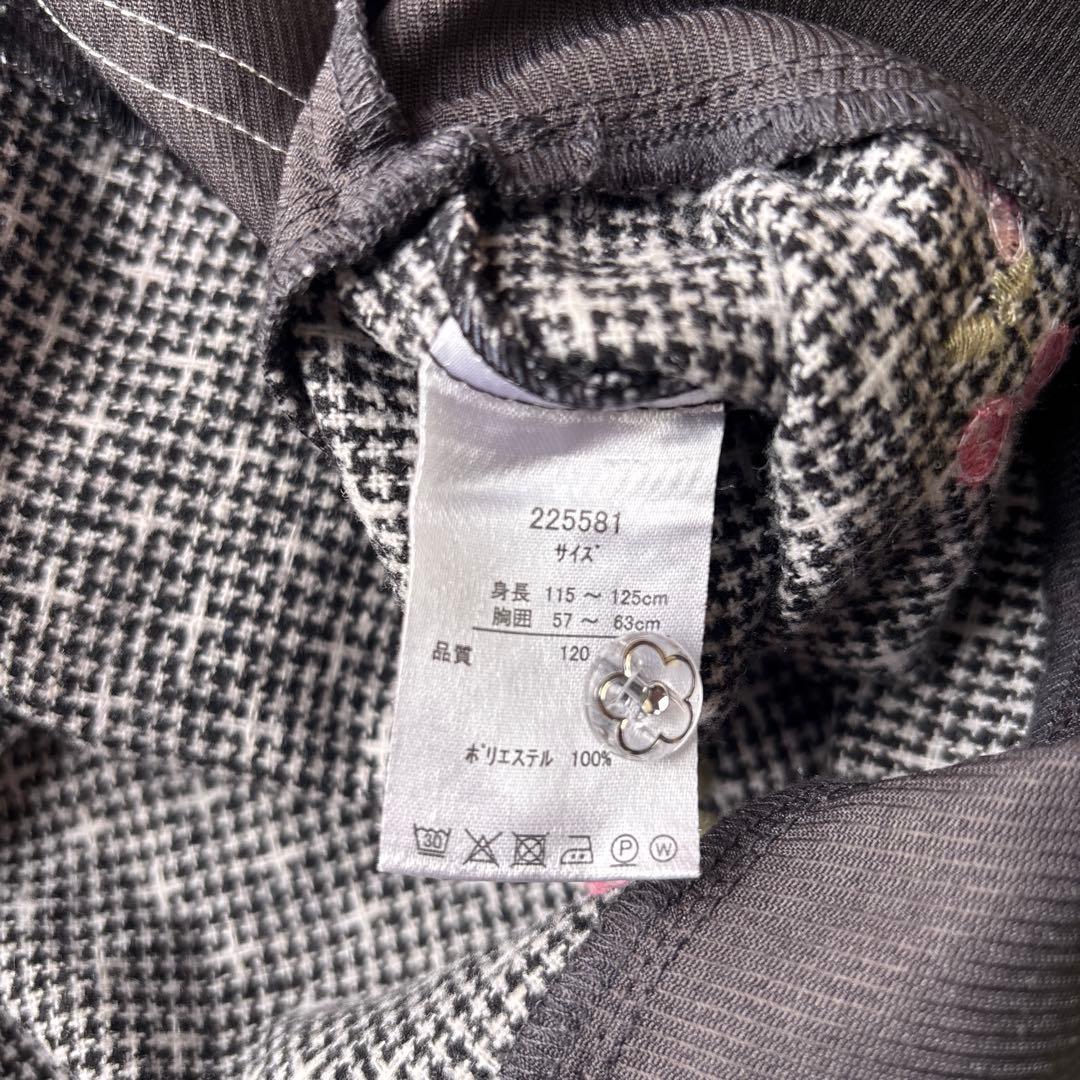 225581
サイズ
身長 115 ～ 125cm
胸囲 57 ～ 63cm
品質 120
ポリエステル 100%
30
P W